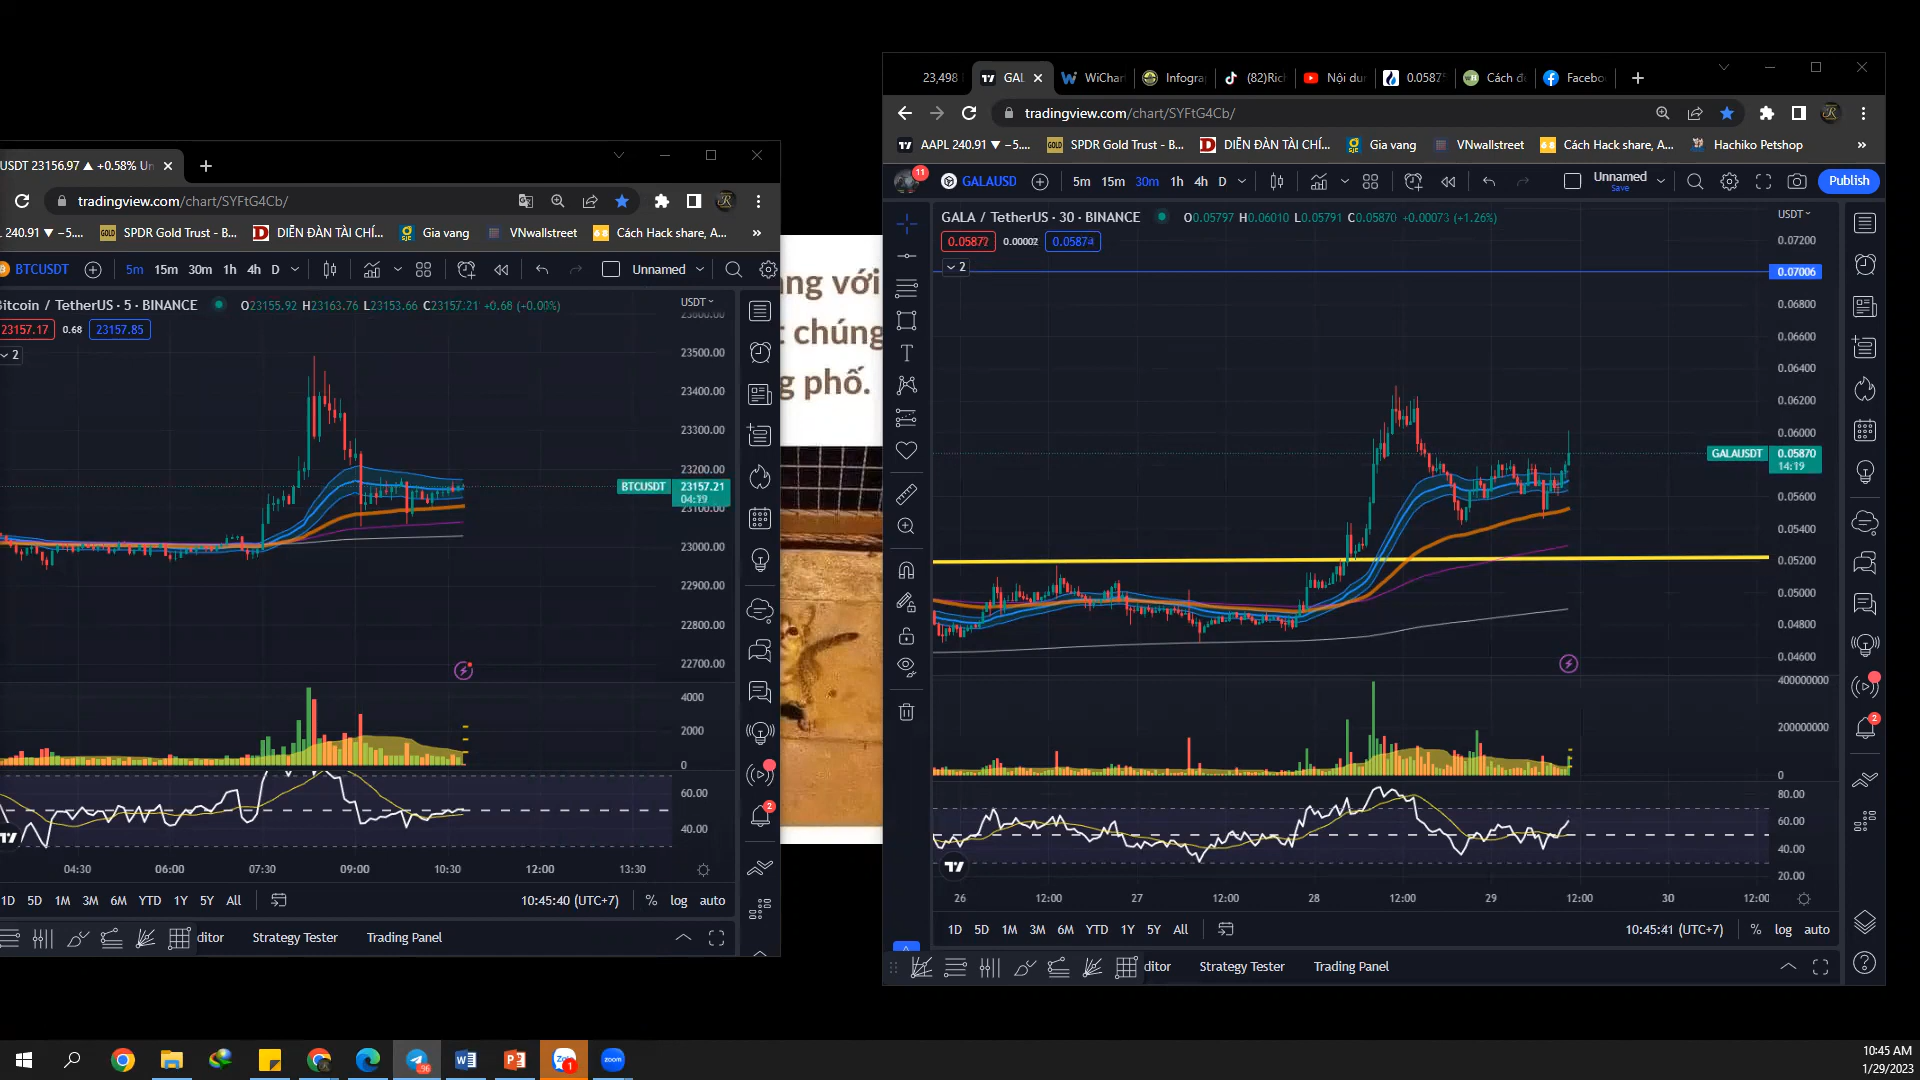 USDT 23156.97 ▲ +0.58% Un
tradingview.com/chart/SYFtG4Cb/
240.91 ▼ −5.... SPDR Gold Trust - B... DIỄN ĐÀN TÀI CHÍ... Gia vang VNwallstreet Cách Hack share, A... »
BTCUSDT 5m 15m 30m 1h 4h D Unnamed
Bitcoin / TetherUS · 5 · BINANCE O23155.92 H23163.76 L23153.66 C23157.21 +0.68 (+0.00%) USDT
23157.17 0.68 23157.85
2
23500.00
23400.00
23300.00
23200.00
BTCUSDT 23157.21
04:19
23100.00
23000.00
22900.00
22800.00
22700.00
4000
2000
0
60.00
40.00
04:30 06:00 07:30 09:00 10:30 12:00 13:30
1D 5D 1M 3M 6M YTD 1Y 5Y All 10:45:40 (UTC+7) % log auto
ditor Strategy Tester Trading Panel
ng với
chúng
g phố.
23,498 GAL WiChar Infogra (82)Ric Nội du 0.0587 Cách đ Facebo
tradingview.com/chart/SYFtG4Cb/
AAPL 240.91 ▼ −5.... SPDR Gold Trust - B... DIỄN ĐÀN TÀI CHÍ... Gia vang VNwallstreet Cách Hack share, A... Hachiko Petshop »
11 GALAUSD 5m 15m 30m 1h 4h D Unnamed Save Publish
GALA / TetherUS · 30 · BINANCE O0.05797 H0.06010 L0.05791 C0.05870 +0.00073 (+1.26%) USDT
0.05872 0.00002 0.05874
2
0.07200
0.07006
0.06800
0.06600
0.06400
0.06200
0.06000
GALAUSDT 0.05870
14:19
0.05600
0.05400
0.05200
0.05000
0.04800
0.04600
400000000
200000000
0
80.00
60.00
40.00
20.00
26 12:00 27 12:00 28 12:00 29 12:00 30 12:00
1D 5D 1M 3M 6M YTD 1Y 5Y All 10:45:41 (UTC+7) % log auto
ditor Strategy Tester Trading Panel
2
2
96
1
zoom
10:45 AM
1/29/2023